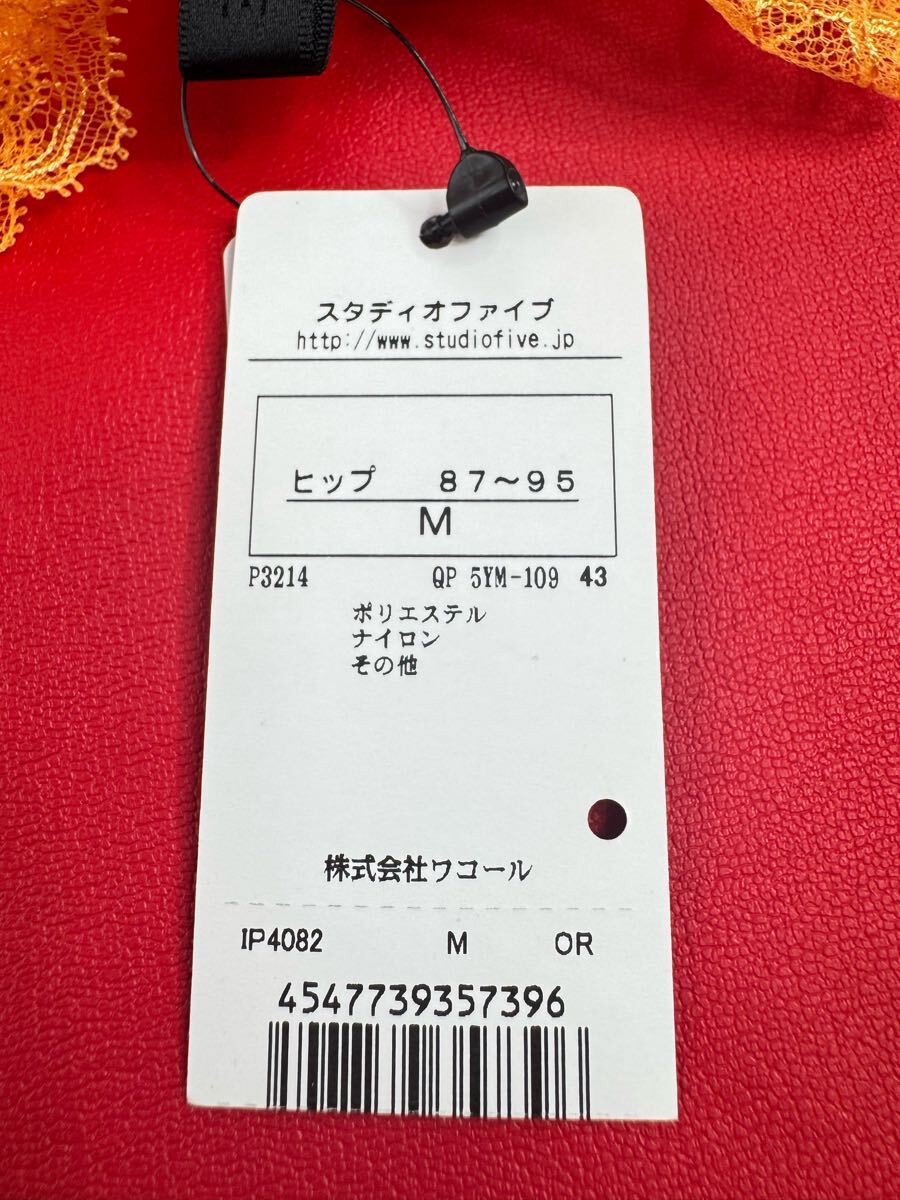 スタディオファイブ
http://www.studiofive.jp
ヒップ　８７～９５
M
P3214　QP 5YM-109 43
ポリエステル
ナイロン
その他
株式会社ワコール
IP4082　M　OR
4547739357396